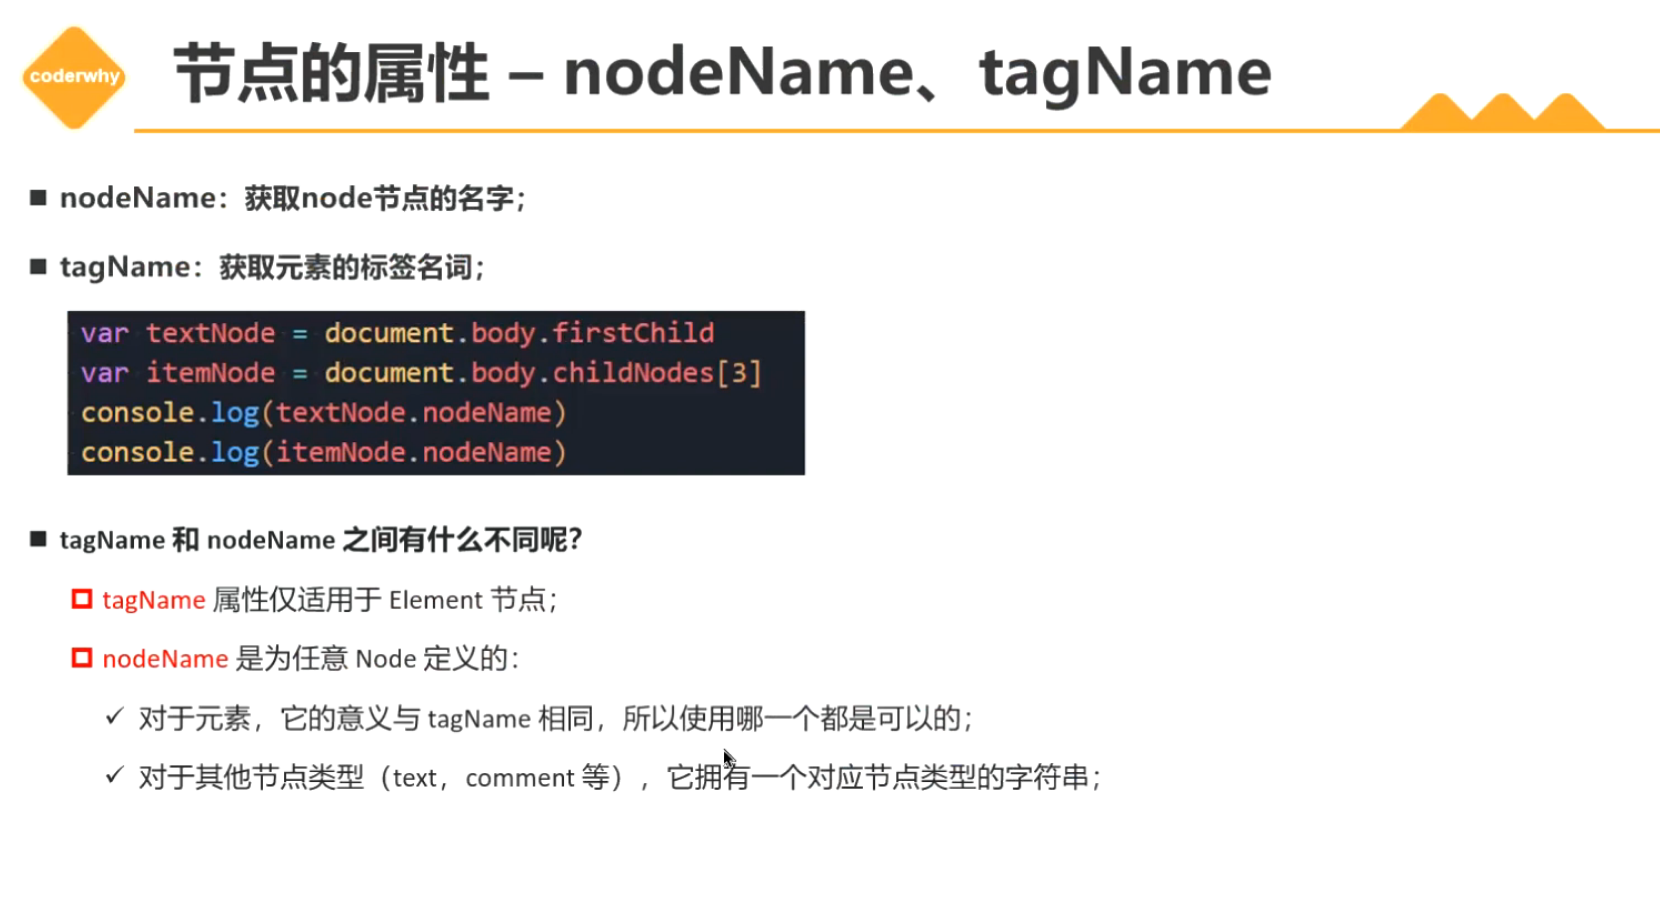 coderwhy
节点的属性 – nodeName、tagName
nodeName：获取node节点的名字；
tagName：获取元素的标签名词；
var textNode = document.body.firstChild
var itemNode = document.body.childNodes[3]
console.log(textNode.nodeName)
console.log(itemNode.nodeName)
tagName 和 nodeName 之间有什么不同呢？
tagName 属性仅适用于 Element 节点；
nodeName 是为任意 Node 定义的：
✓ 对于元素，它的意义与 tagName 相同，所以使用哪一个都是可以的；
✓ 对于其他节点类型（text，comment 等），它拥有一个对应节点类型的字符串；